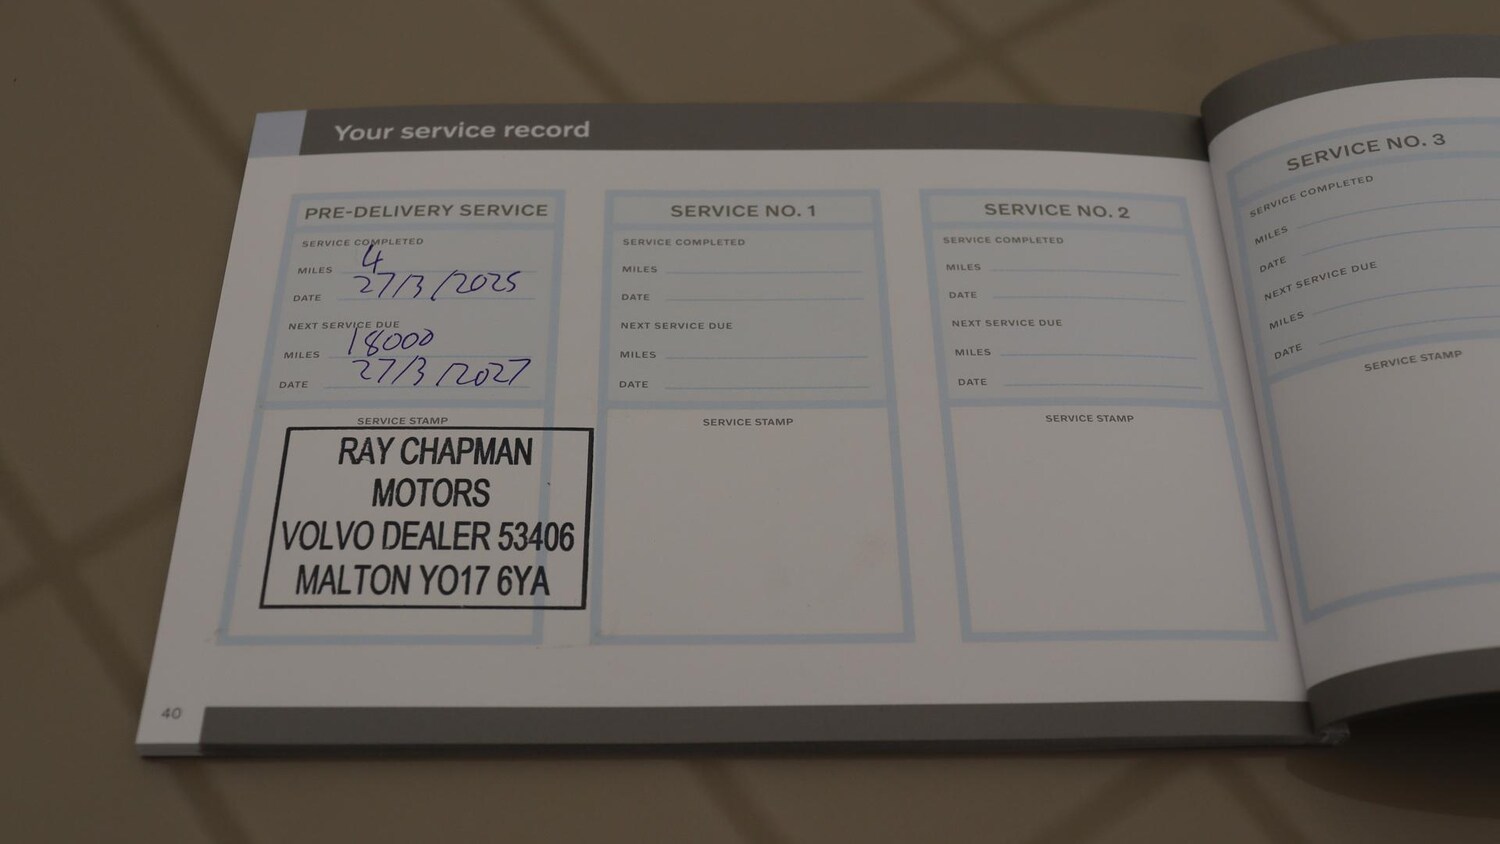 Your service record
PRE-DELIVERY SERVICE
SERVICE COMPLETED
MILES 4
DATE 27/3/2025
NEXT SERVICE DUE
MILES 18000
DATE 27/3/2027
SERVICE STAMP
RAY CHAPMAN
MOTORS
VOLVO DEALER 53406
MALTON YO17 6YA
SERVICE NO. 1
SERVICE COMPLETED
MILES
DATE
NEXT SERVICE DUE
MILES
DATE
SERVICE STAMP
SERVICE NO. 2
SERVICE COMPLETED
MILES
DATE
NEXT SERVICE DUE
MILES
DATE
SERVICE STAMP
40
SERVICE NO. 3
SERVICE COMPLETED
MILES
DATE
NEXT SERVICE DUE
MILES
DATE
SERVICE STAMP